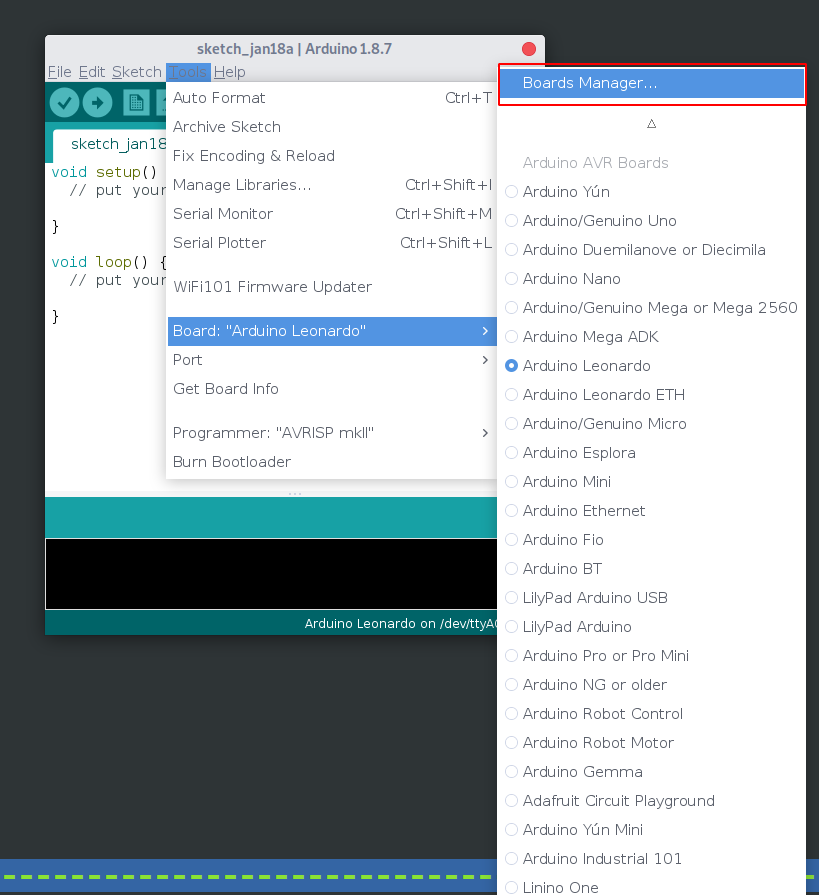 sketch_jan18a | Arduino 1.8.7
File Edit Sketch Tools Help
sketch_jan18
void setup()
// put your
}
void loop() {
// put your
}
Auto Format Ctrl+T
Archive Sketch
Fix Encoding & Reload
Manage Libraries... Ctrl+Shift+I
Serial Monitor Ctrl+Shift+M
Serial Plotter Ctrl+Shift+L
WiFi101 Firmware Updater
Board: "Arduino Leonardo"
Port
Get Board Info
Programmer: "AVRISP mkII"
Burn Bootloader
Arduino Leonardo on /dev/ttyAC
Boards Manager...
Arduino AVR Boards
Arduino Yún
Arduino/Genuino Uno
Arduino Duemilanove or Diecimila
Arduino Nano
Arduino/Genuino Mega or Mega 2560
Arduino Mega ADK
Arduino Leonardo
Arduino Leonardo ETH
Arduino/Genuino Micro
Arduino Esplora
Arduino Mini
Arduino Ethernet
Arduino Fio
Arduino BT
LilyPad Arduino USB
LilyPad Arduino
Arduino Pro or Pro Mini
Arduino NG or older
Arduino Robot Control
Arduino Robot Motor
Arduino Gemma
Adafruit Circuit Playground
Arduino Yún Mini
Arduino Industrial 101
Linino One